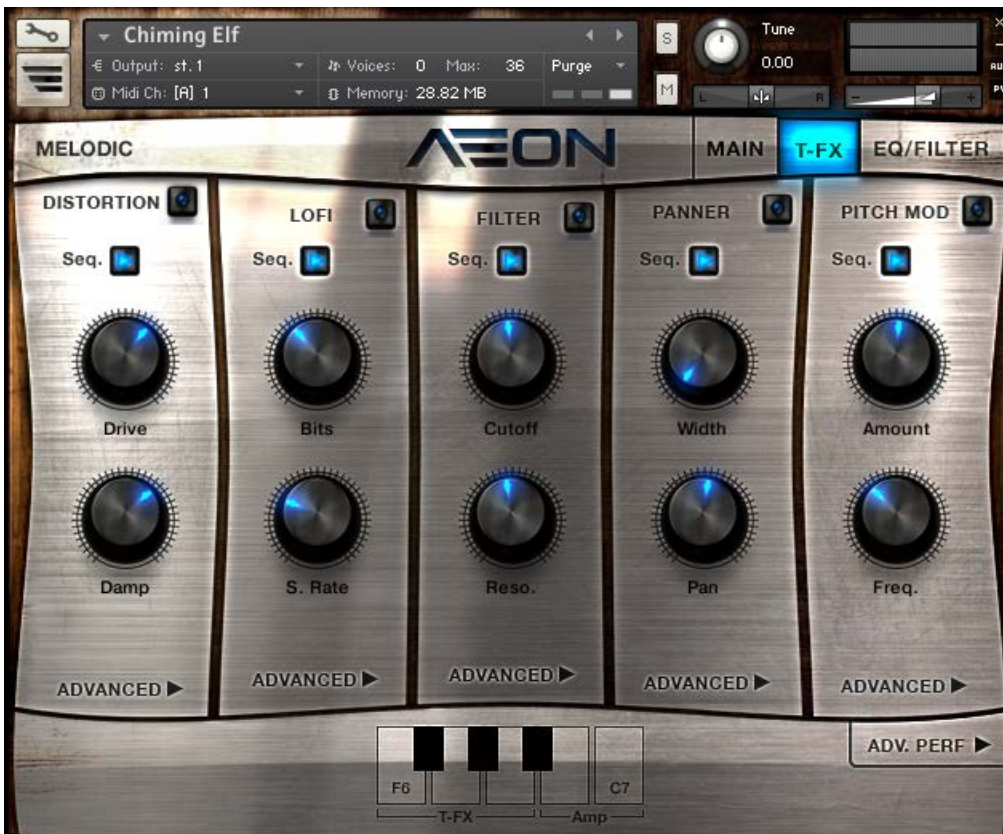 Chiming Elf
Output: st.1
Voices: 0 Max: 36 Purge
Midi Ch: [A] 1
Memory: 28.82 MB
S
M
Tune
0.00
L R
- +
MELODIC
AEON
MAIN
T-FX
EQ/FILTER
DISTORTION
LOFI
FILTER
PANNER
PITCH MOD
Seq.
Seq.
Seq.
Seq.
Seq.
Drive
Bits
Cutoff
Width
Amount
Damp
S. Rate
Reso.
Pan
Freq.
ADVANCED
ADVANCED
ADVANCED
ADVANCED
ADVANCED
ADV. PERF
F6
C7
T-FX
Amp